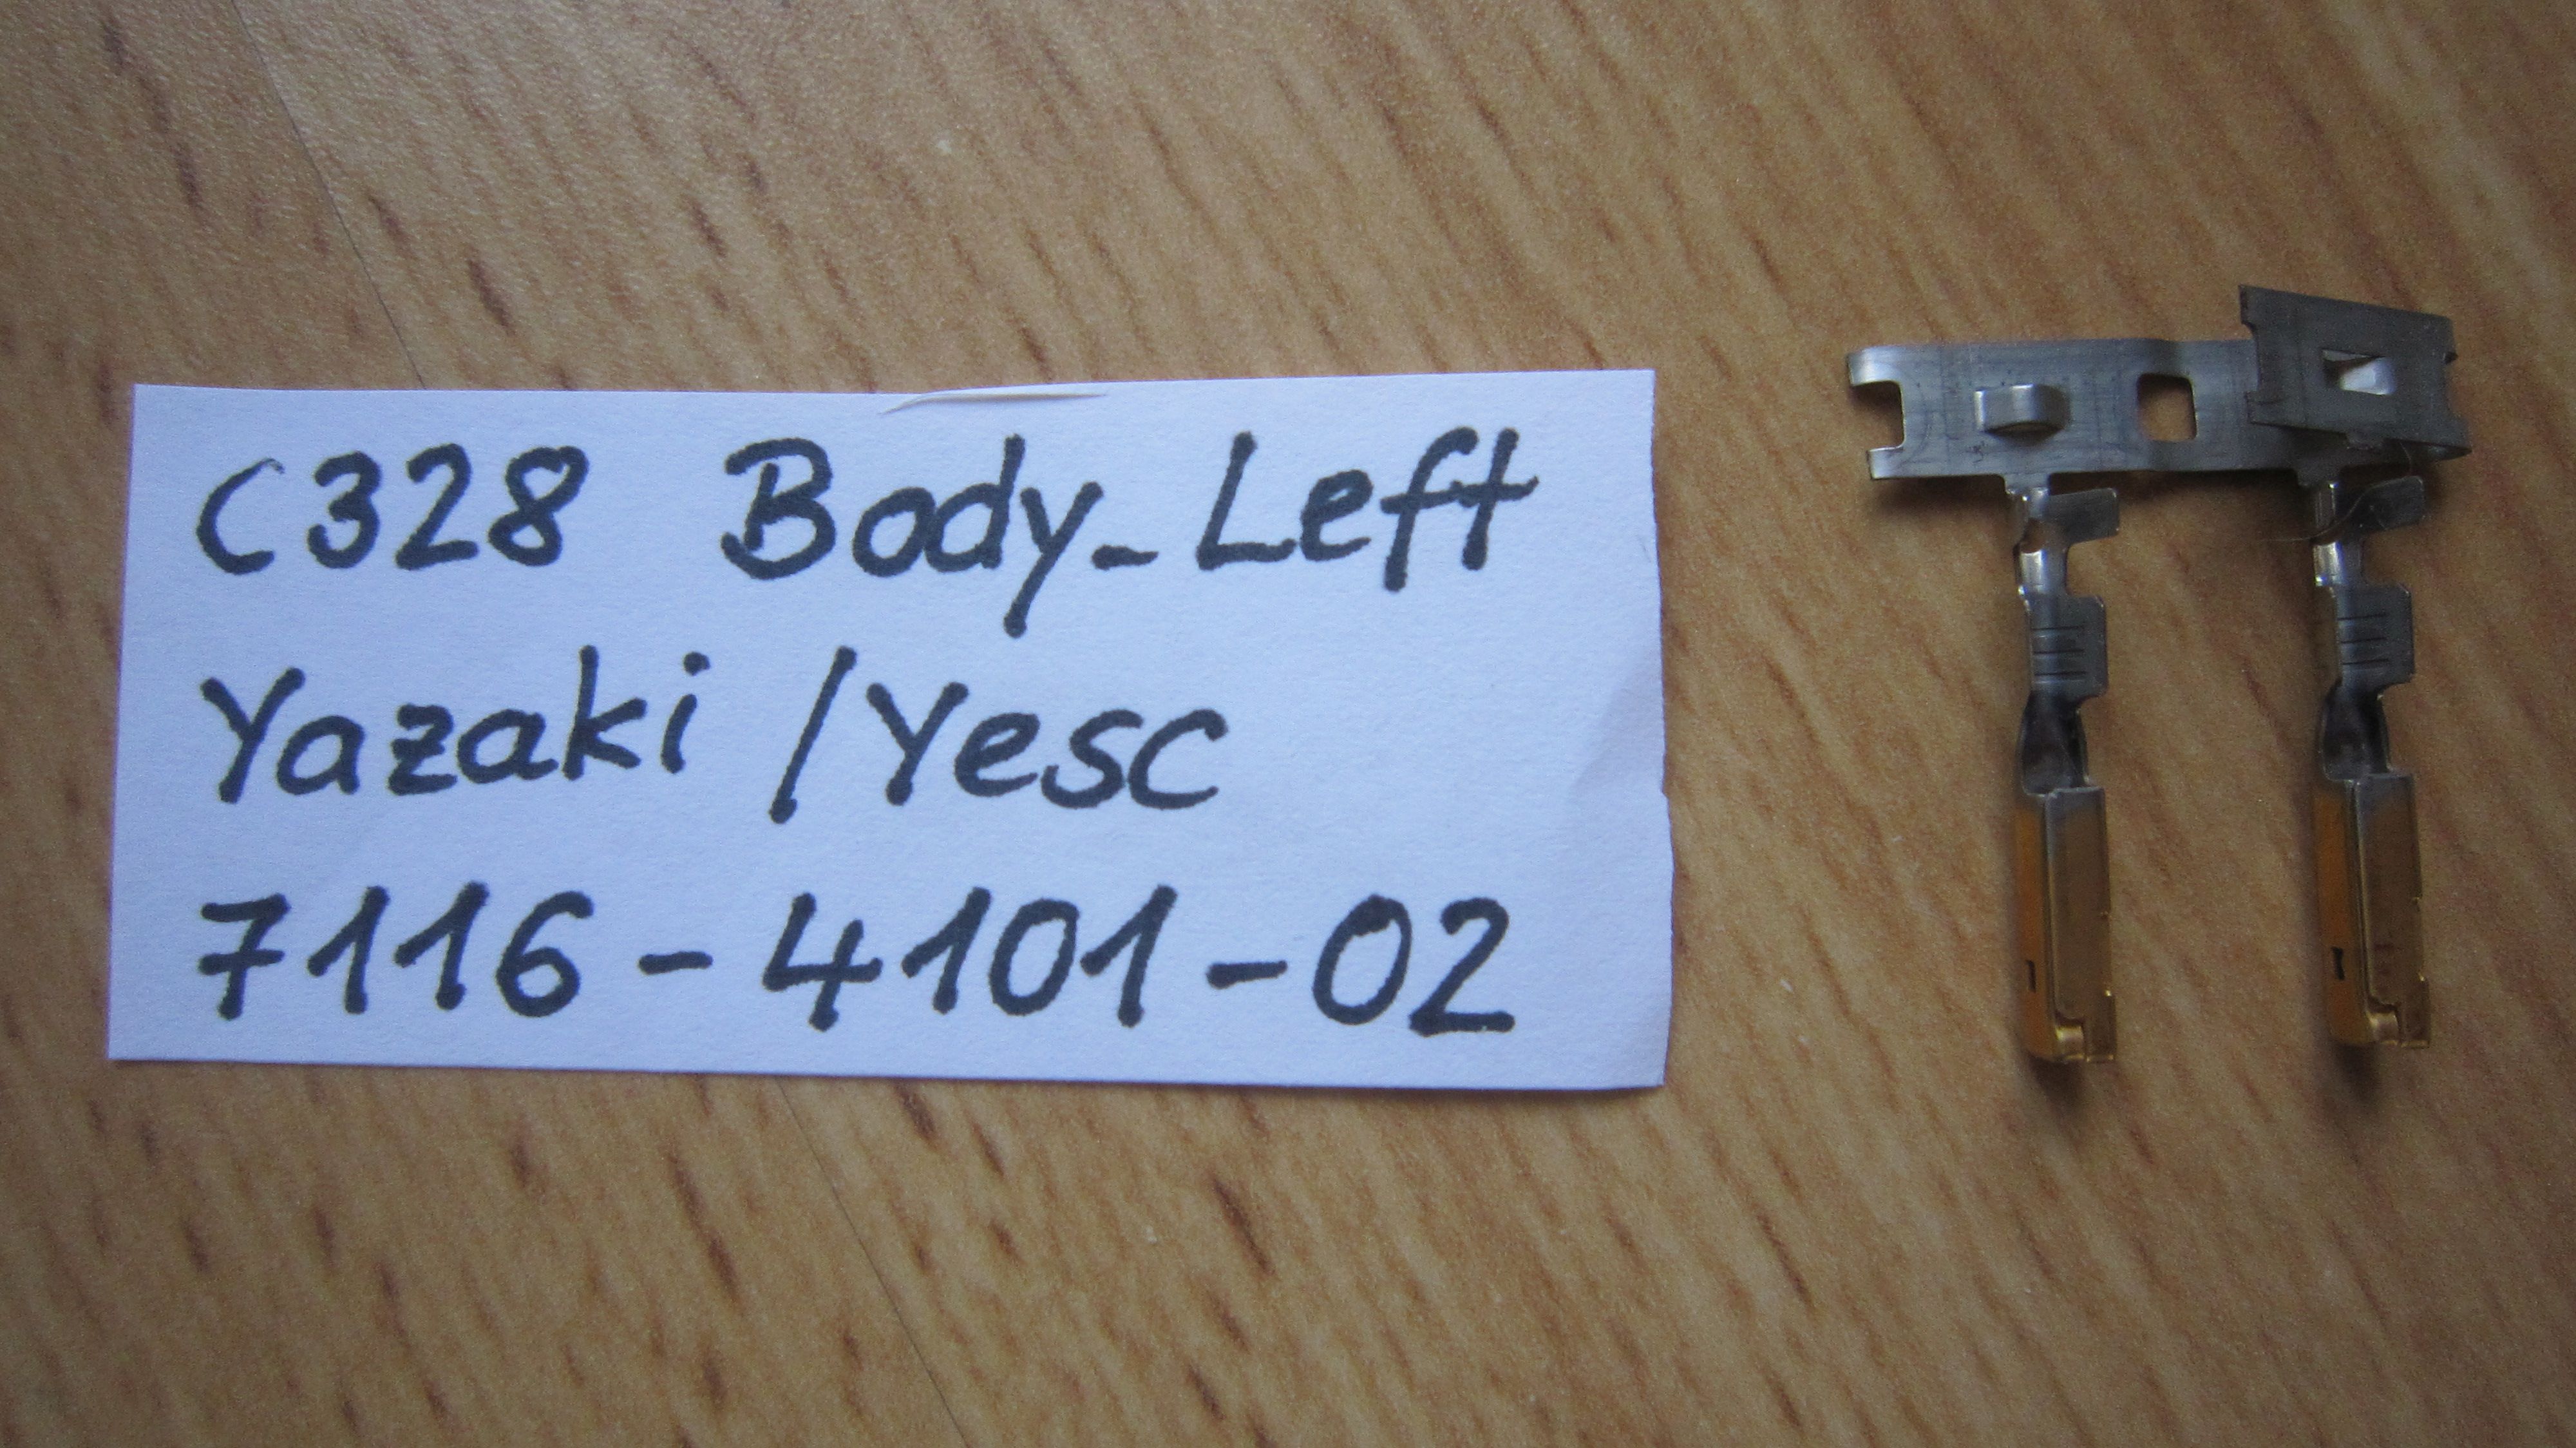 C328 Body_Left
Yazaki /Yesc
7116-4101-02